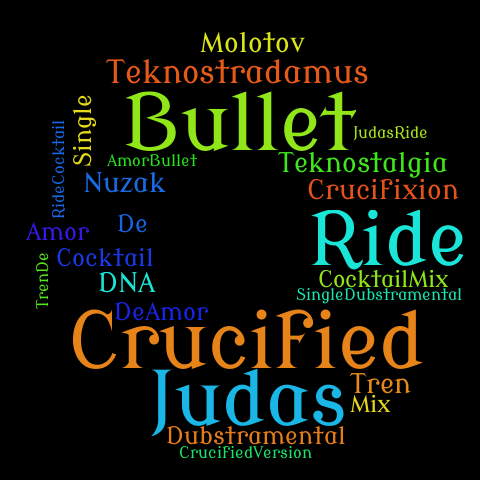 Molotov
Teknostradamus
Single
Bullet
JudasRide
RideCocktail
AmorBullet
Teknostalgia
Nuzak
Crucifixion
De
Ride
Amor
Cocktail
TrenDe
DNA
CocktailMix
SingleDubstramental
DeAmor
Crucified
Judas
Tren
Mix
Dubstramental
CrucifiedVersion